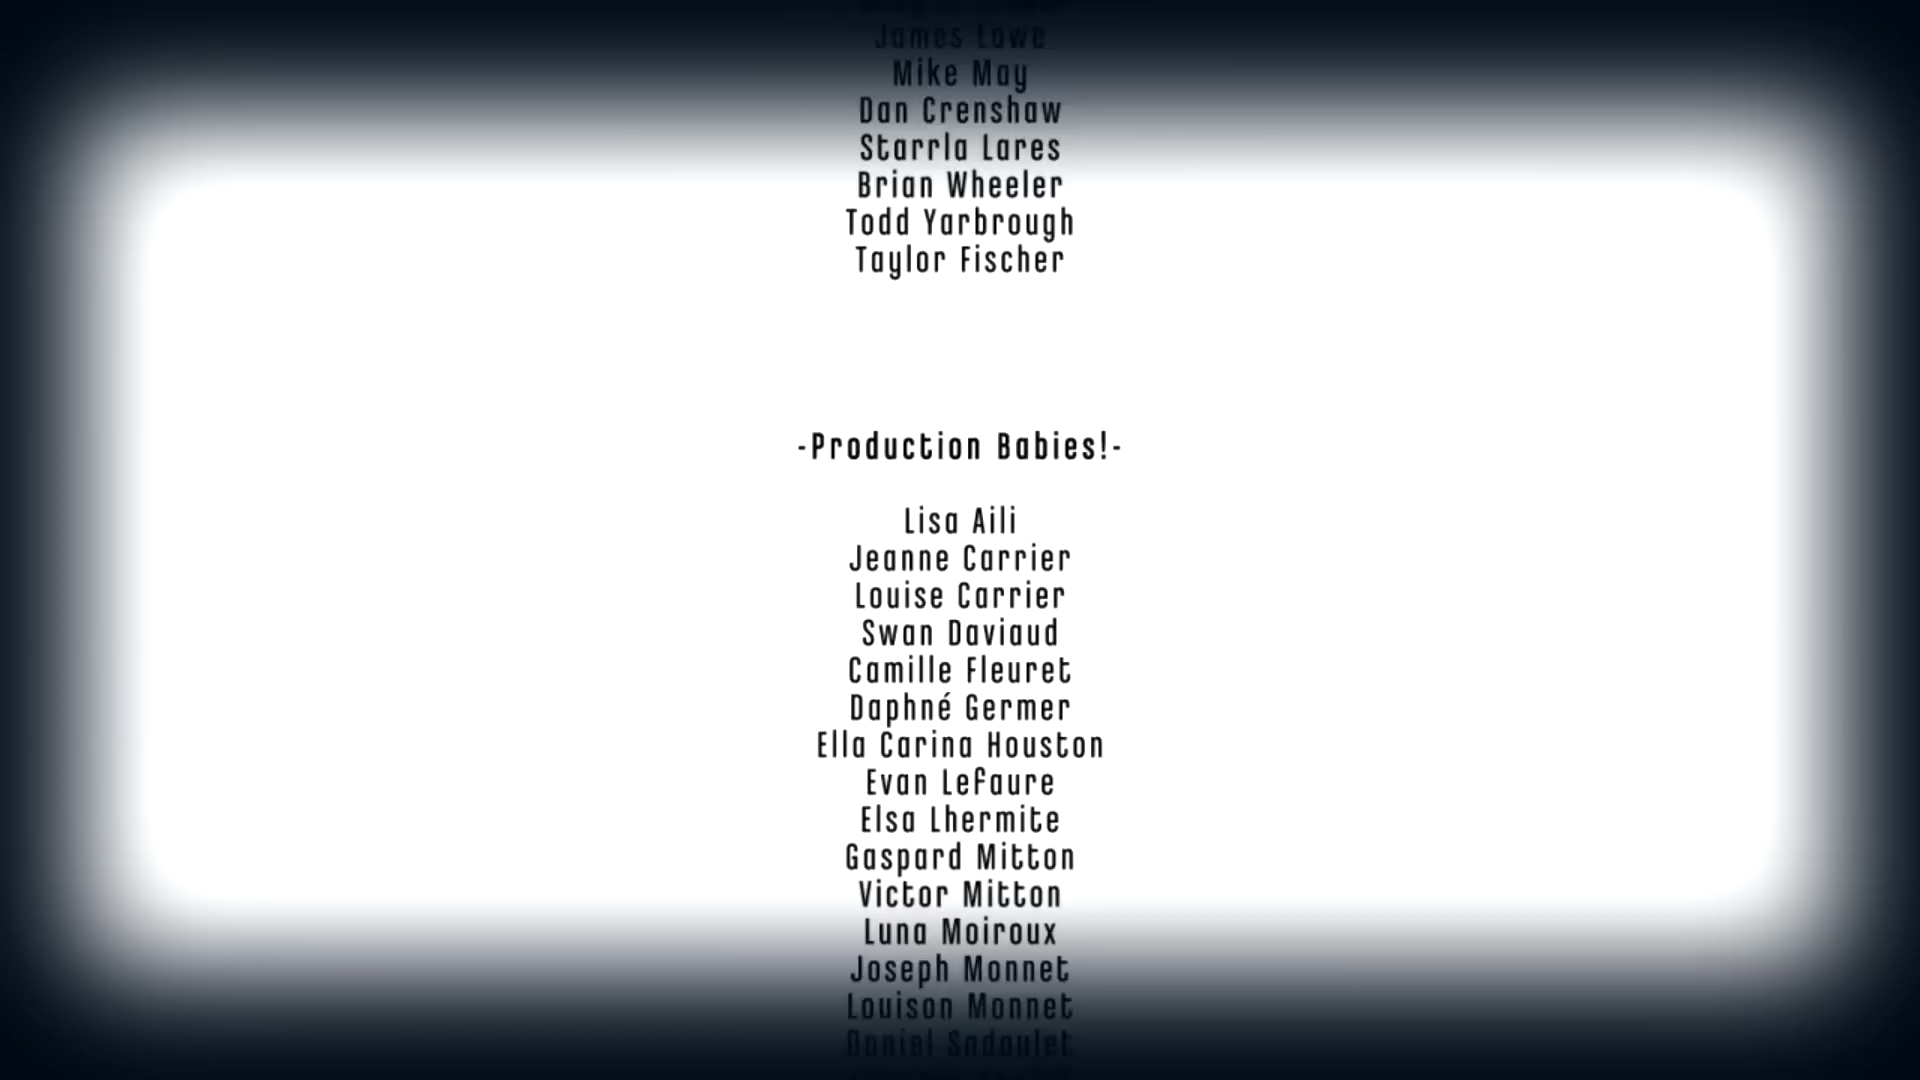 James Lowe
Mike May
Dan Crenshaw
Starrla Lares
Brian Wheeler
Todd Yarbrough
Taylor Fischer
-Production Babies!-
Lisa Aili
Jeanne Carrier
Louise Carrier
Swan Daviaud
Camille Fleuret
Daphné Germer
Ella Carina Houston
Evan Lefaure
Elsa Lhermite
Gaspard Mitton
Victor Mitton
Luna Moiroux
Joseph Monnet
Louison Monnet
Daniel Sadoulet